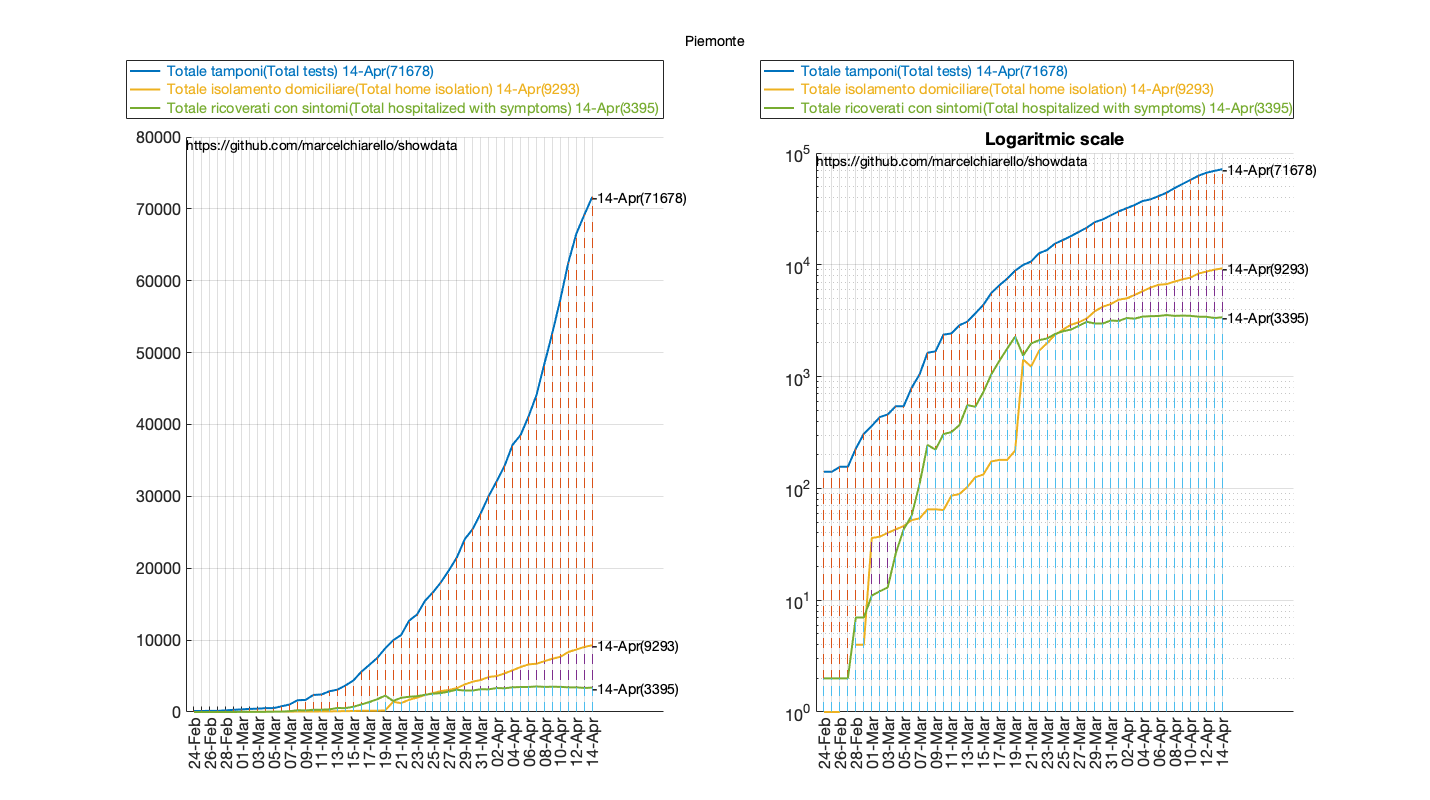 Piemonte
Totale tamponi(Total tests) 14-Apr(71678)
Totale isolamento domiciliare(Total home isolation) 14-Apr(9293)
Totale ricoverati con sintomi(Total hospitalized with symptoms) 14-Apr(3395)
https://github.com/marcelchiarello/showdata
80000
70000
60000
50000
40000
30000
20000
10000
0
14-Apr(71678)
14-Apr(9293)
14-Apr(3395)
24-Feb
26-Feb
28-Feb
01-Mar
03-Mar
05-Mar
07-Mar
09-Mar
11-Mar
13-Mar
15-Mar
17-Mar
19-Mar
21-Mar
23-Mar
25-Mar
27-Mar
29-Mar
31-Mar
02-Apr
04-Apr
06-Apr
08-Apr
10-Apr
12-Apr
14-Apr
Totale tamponi(Total tests) 14-Apr(71678)
Totale isolamento domiciliare(Total home isolation) 14-Apr(9293)
Totale ricoverati con sintomi(Total hospitalized with symptoms) 14-Apr(3395)
Logaritmic scale
https://github.com/marcelchiarello/showdata
10^5
10^4
10^3
10^2
10^1
10^0
14-Apr(71678)
14-Apr(9293)
14-Apr(3395)
24-Feb
26-Feb
28-Feb
01-Mar
03-Mar
05-Mar
07-Mar
09-Mar
11-Mar
13-Mar
15-Mar
17-Mar
19-Mar
21-Mar
23-Mar
25-Mar
27-Mar
29-Mar
31-Mar
02-Apr
04-Apr
06-Apr
08-Apr
10-Apr
12-Apr
14-Apr